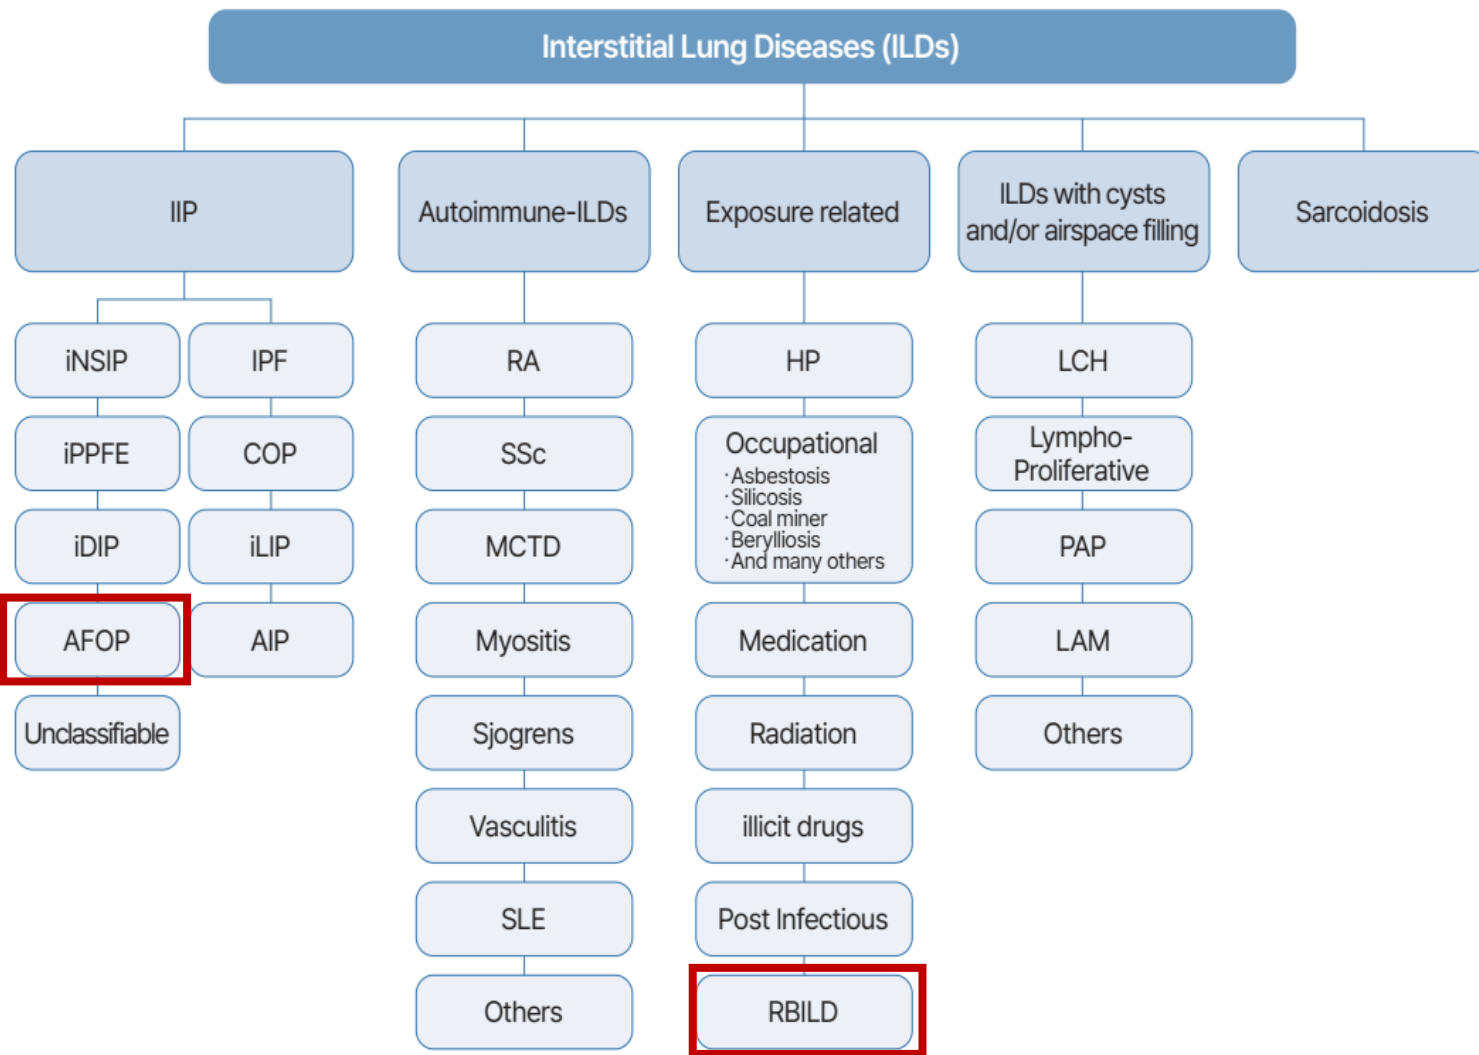 Interstitial Lung Diseases (ILDs)
IIP
Autoimmune-ILDs
Exposure related
ILDs with cysts
and/or airspace filling
Sarcoidosis
iNSIP
iPPFE
iDIP
AFOP
Unclassifiable
IPF
COP
iLIP
AIP
RA
SSc
MCTD
Myositis
Sjogrens
Vasculitis
SLE
Others
HP
Occupational
·Asbestosis
·Silicosis
·Coal miner
·Berylliosis
·And many others
Medication
Radiation
illicit drugs
Post Infectious
RBILD
LCH
Lympho-
Proliferative
PAP
LAM
Others